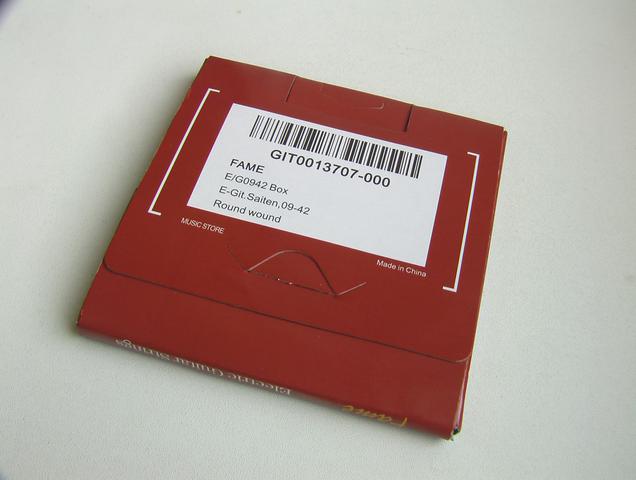 GIT0013707-000
FAME
E/G0942 Box
E-Git.Saiten,09-42
Round wound
MUSIC STORE
Made in China
Electric Guitar Strings
Fame